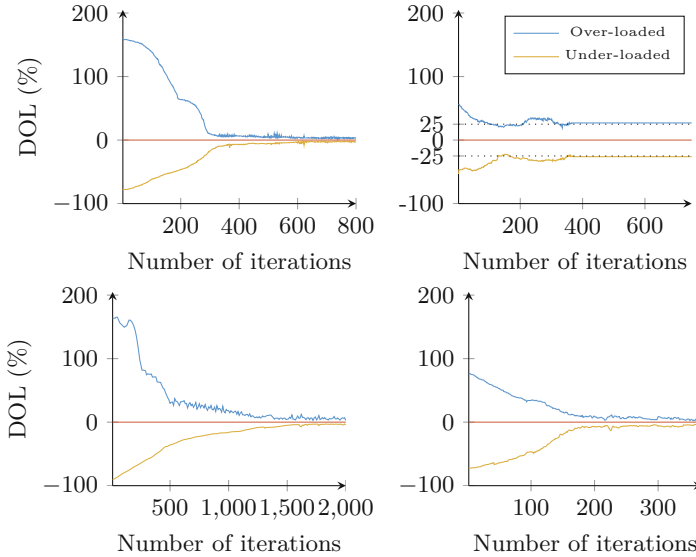 200
100
0
−100
DOL (%)
200 400 600 800
Number of iterations
200
100
25
0
-25
-100
Over-loaded
Under-loaded
200 400 600
Number of iterations
200
100
0
−100
DOL (%)
500 1,000 1,500 2,000
Number of iterations
200
100
0
−100
100 200 300
Number of iterations